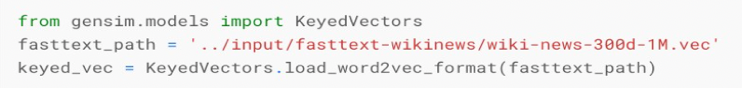 from gensim.models import KeyedVectors
fasttext_path = '../input/fasttext-wikinews/wiki-news-300d-1M.vec'
keyed_vec = KeyedVectors.load_word2vec_format(fasttext_path)